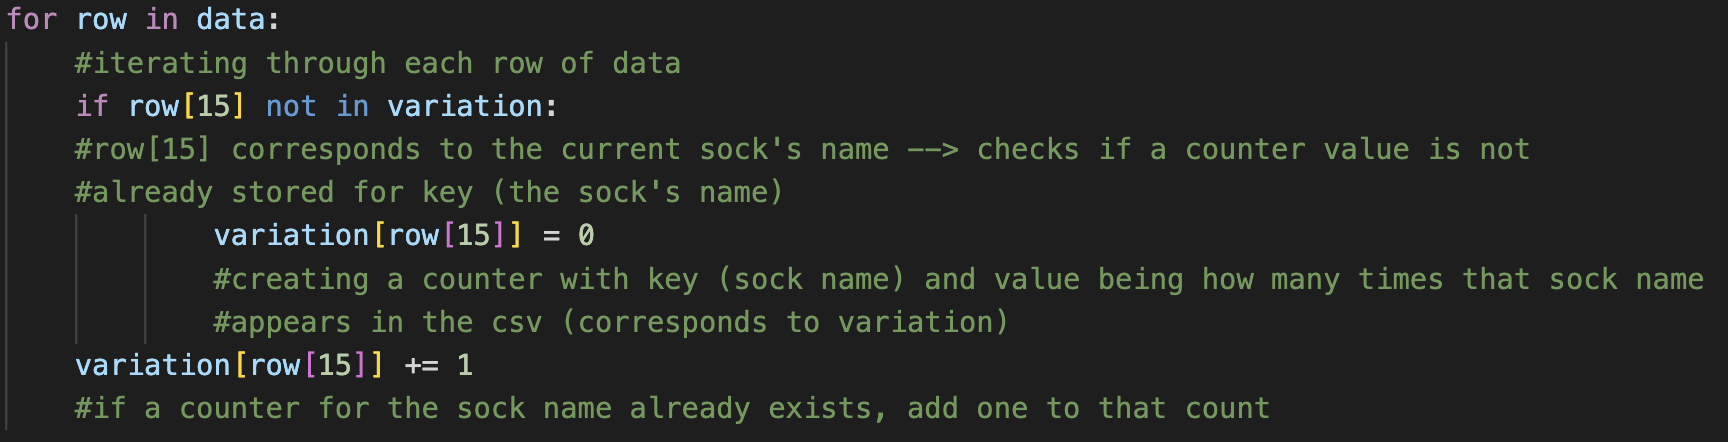 for row in data:
    #iterating through each row of data
    if row[15] not in variation:
    #row[15] corresponds to the current sock's name --> checks if a counter value is not
    #already stored for key (the sock's name)
            variation[row[15]] = 0
            #creating a counter with key (sock name) and value being how many times that sock name
            #appears in the csv (corresponds to variation)
    variation[row[15]] += 1
    #if a counter for the sock name already exists, add one to that count